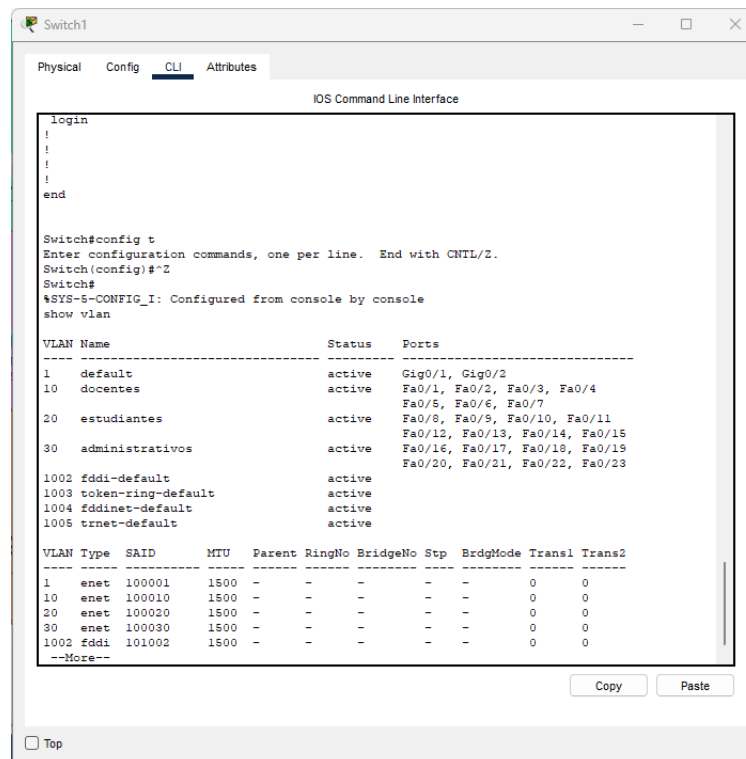 Switch1
Physical Config CLI Attributes
IOS Command Line Interface
login
!
!
!
!
end
Switch#config t
Enter configuration commands, one per line.  End with CNTL/Z.
Switch(config)#^Z
Switch#
%SYS-5-CONFIG_I: Configured from console by console
show vlan
VLAN Name                             Status    Ports
---- -------------------------------- --------- -------------------------------
1    default                          active    Gig0/1, Gig0/2
10   docentes                         active    Fa0/1, Fa0/2, Fa0/3, Fa0/4
                                                Fa0/5, Fa0/6, Fa0/7
20   estudiantes                      active    Fa0/8, Fa0/9, Fa0/10, Fa0/11
                                                Fa0/12, Fa0/13, Fa0/14, Fa0/15
30   administrativos                  active    Fa0/16, Fa0/17, Fa0/18, Fa0/19
                                                Fa0/20, Fa0/21, Fa0/22, Fa0/23
1002 fddi-default                     active
1003 token-ring-default               active
1004 fddinet-default                  active
1005 trnet-default                    active
VLAN Type  SAID       MTU   Parent RingNo BridgeNo Stp  BrdgMode Trans1 Trans2
---- ----- ---------- ----- ------ ------ -------- ---- -------- ------ ------
1    enet  100001     1500  -      -      -        -    -        0      0
10   enet  100010     1500  -      -      -        -    -        0      0
20   enet  100020     1500  -      -      -        -    -        0      0
30   enet  100030     1500  -      -      -        -    -        0      0
1002 fddi  101002     1500  -      -      -        -    -        0      0
--More--
Copy Paste
Top